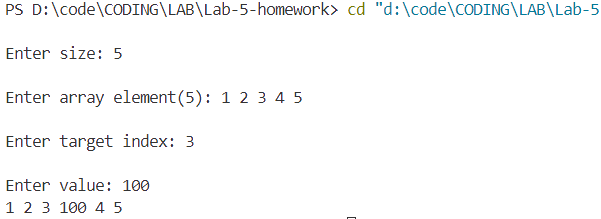 PS D:\code\CODING\LAB\Lab-5-homework> cd "d:\code\CODING\LAB\Lab-5
Enter size: 5
Enter array element(5): 1 2 3 4 5
Enter target index: 3
Enter value: 100
1 2 3 100 4 5